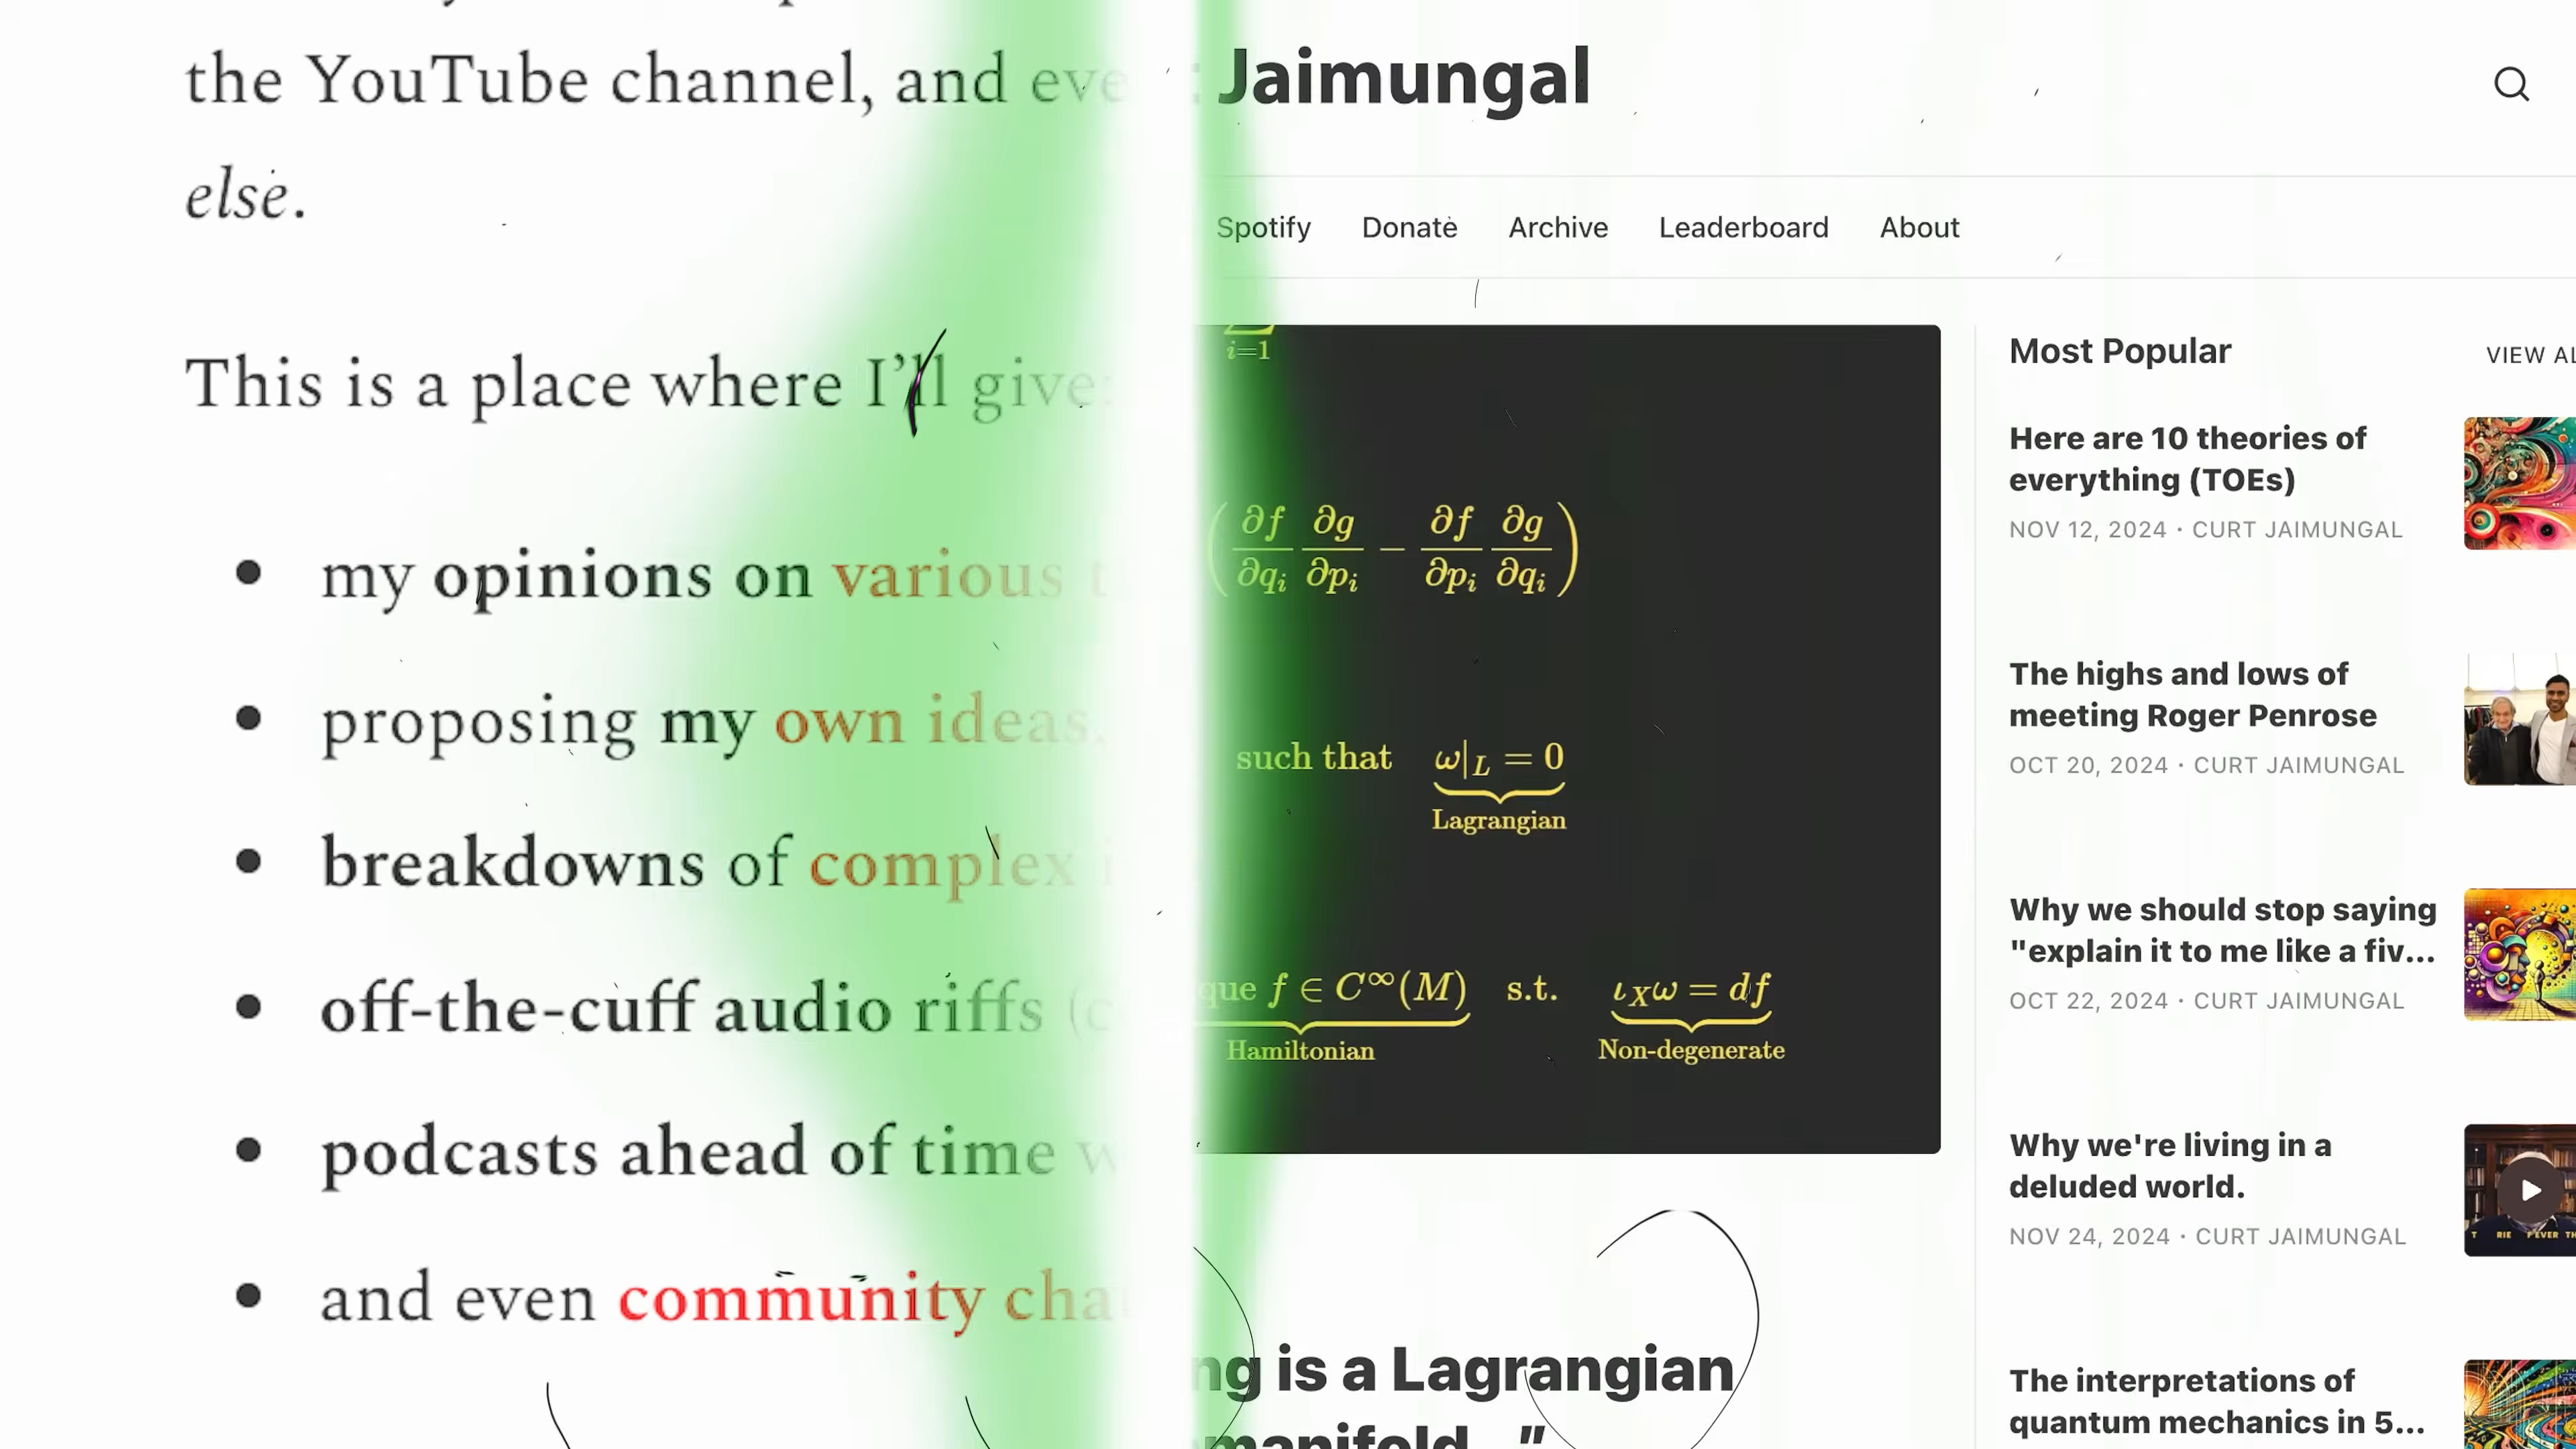 the YouTube channel, and
else.
This is a place where I'll give
my opinions on various
proposing my own ideas,
breakdowns of complex
off-the-cuff audio riffs
podcasts ahead of time
and even community
Jaimungal
Spotify Donate Archive Leaderboard About
i=1
( ∂f/∂qᵢ ∂g/∂pᵢ − ∂f/∂pᵢ ∂g/∂qᵢ )
such that ω|_L = 0
Lagrangian
f ∈ C^∞(M) s.t. ι_X ω = df
Hamiltonian Non-degenerate
is a Lagrangian
manifold..."
Most Popular
Here are 10 theories of
everything (TOEs)
NOV 12, 2024 • CURT JAIMUNGAL
The highs and lows of
meeting Roger Penrose
OCT 20, 2024 • CURT JAIMUNGAL
Why we should stop saying
"explain it to me like a fiv...
OCT 22, 2024 • CURT JAIMUNGAL
Why we're living in a
deluded world.
NOV 24, 2024 • CURT JAIMUNGAL
The interpretations of
quantum mechanics in 5...
VIEW